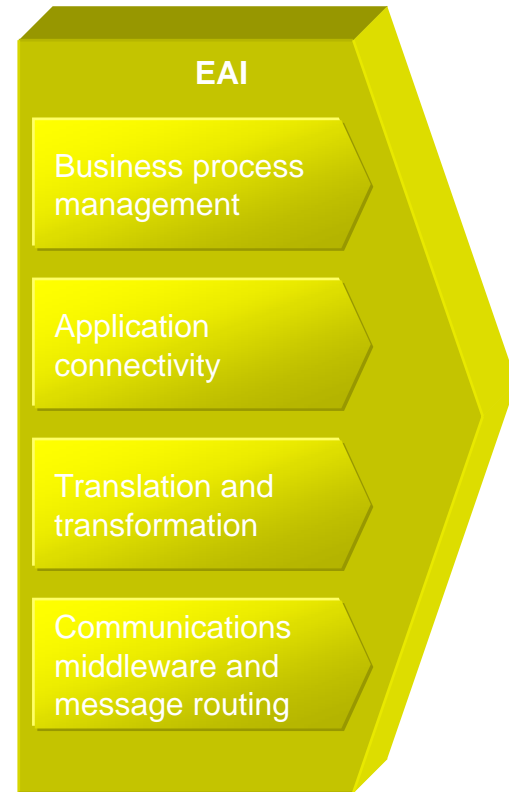 EAI
Business process
management
Application
connectivity
Translation and
transformation
Communications
middleware and
message routing